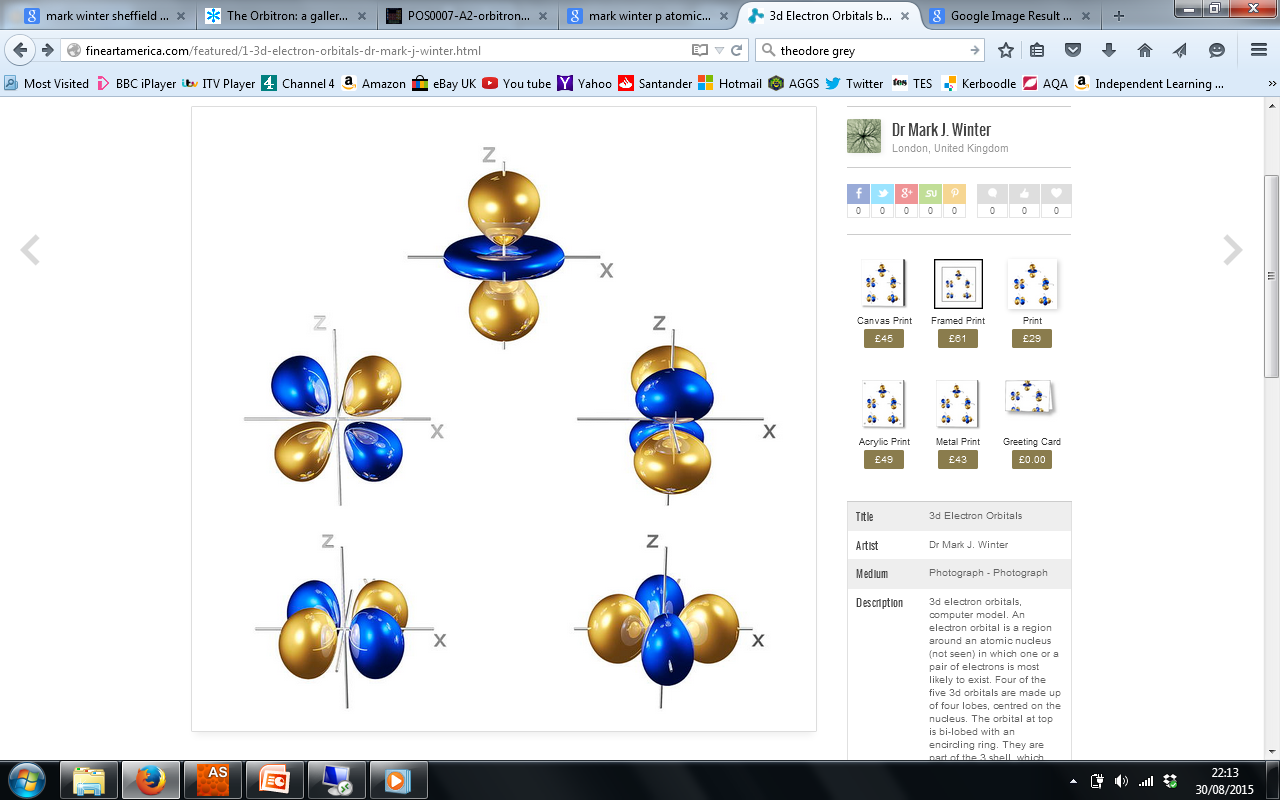 mark winter sheffield ...
The Orbitron: a galler...
POS0007-A2-orbitron...
mark winter p atomic...
3d Electron Orbitals b...
Google Image Result ...
fineartamerica.com/featured/1-3d-electron-orbitals-dr-mark-j-winter.html
theodore grey
Most Visited BBC iPlayer ITV Player Channel 4 Amazon eBay UK You tube Yahoo Santander Hotmail AGGS Twitter TES Kerboodle AQA Independent Learning ...
Z
X
Z
X
Z
X
Z
X
Z
X
Dr Mark J. Winter
London, United Kingdom
0 0 0 0 0 0 0 0
Canvas Print Framed Print Print
£45 £61 £29
Acrylic Print Metal Print Greeting Card
£49 £43 £0.00
Title 3d Electron Orbitals
Artist Dr Mark J. Winter
Medium Photograph - Photograph
Description 3d electron orbitals,
computer model. An
electron orbital is a region
around an atomic nucleus
(not seen) in which one or a
pair of electrons is most
likely to exist. Four of the
five 3d orbitals are made up
of four lobes, centred on the
nucleus. The orbital at top
is bi-lobed with an
encircling ring. They are
part of the 3 shell, which
AS
22:13
30/08/2015